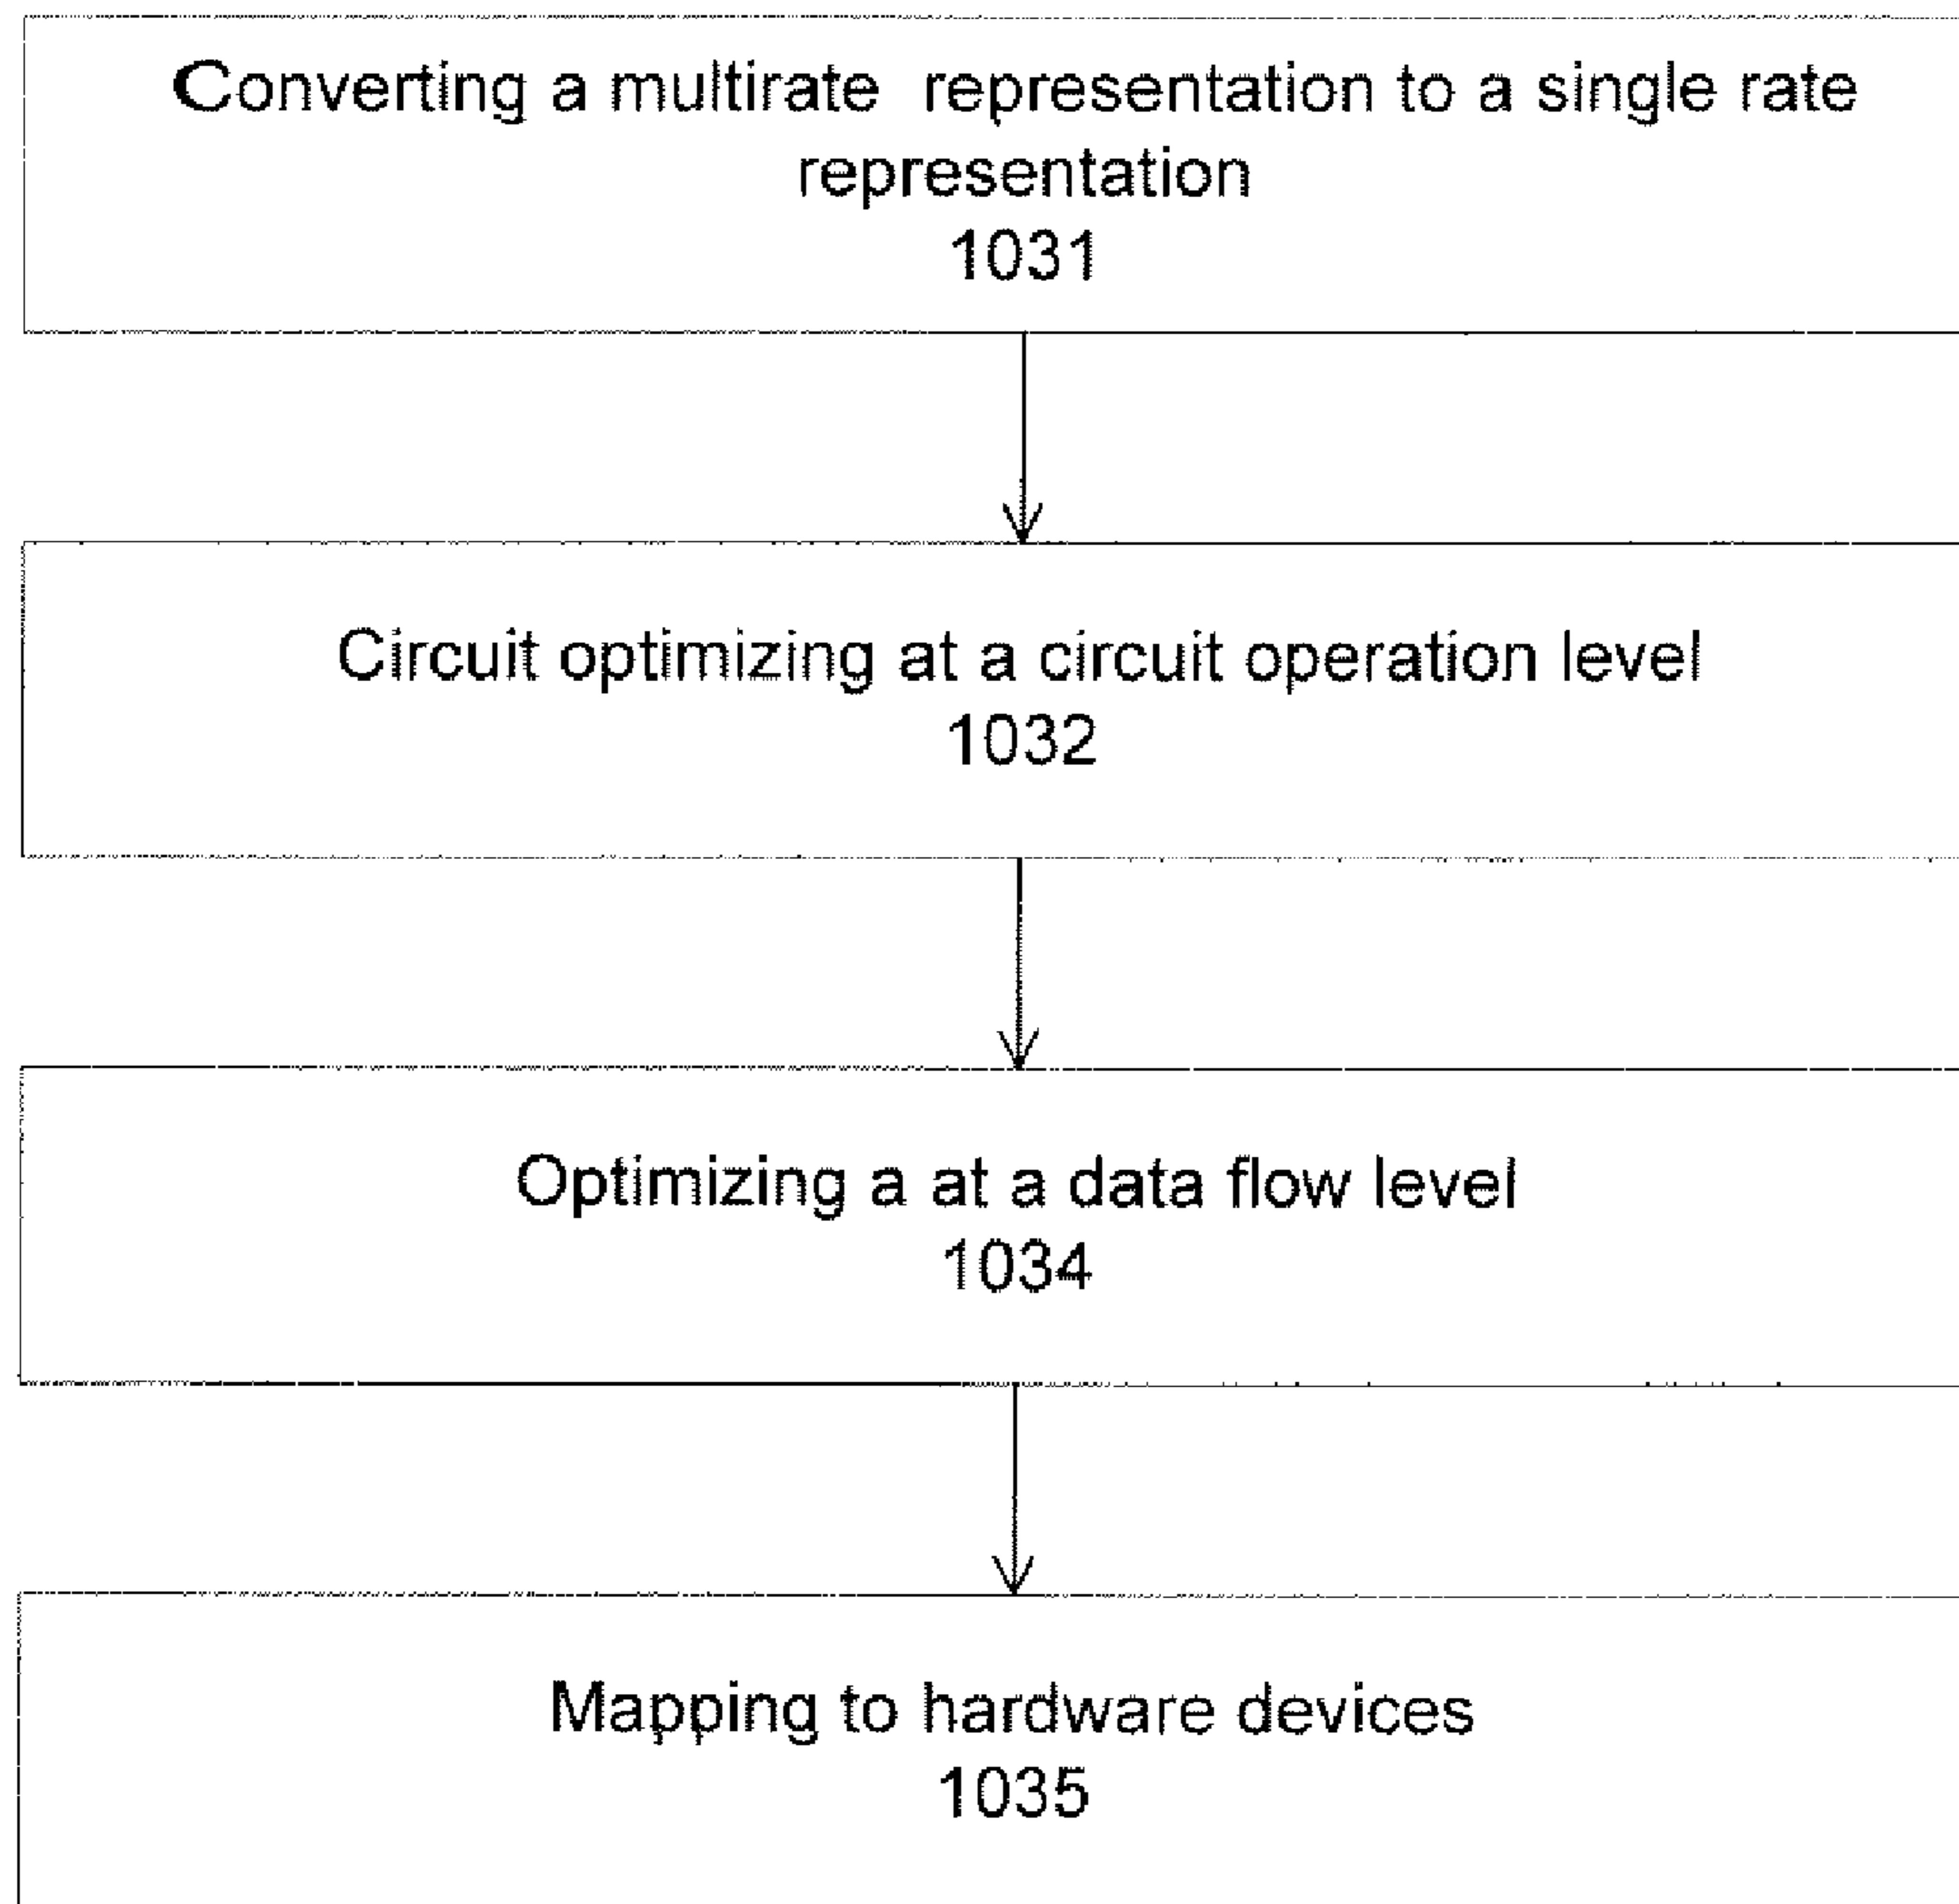 Converting a multirate representation to a single rate
representation
1031
Circuit optimizing at a circuit operation level
1032
Optimizing a at a data flow level
1034
Mapping to hardware devices
1035